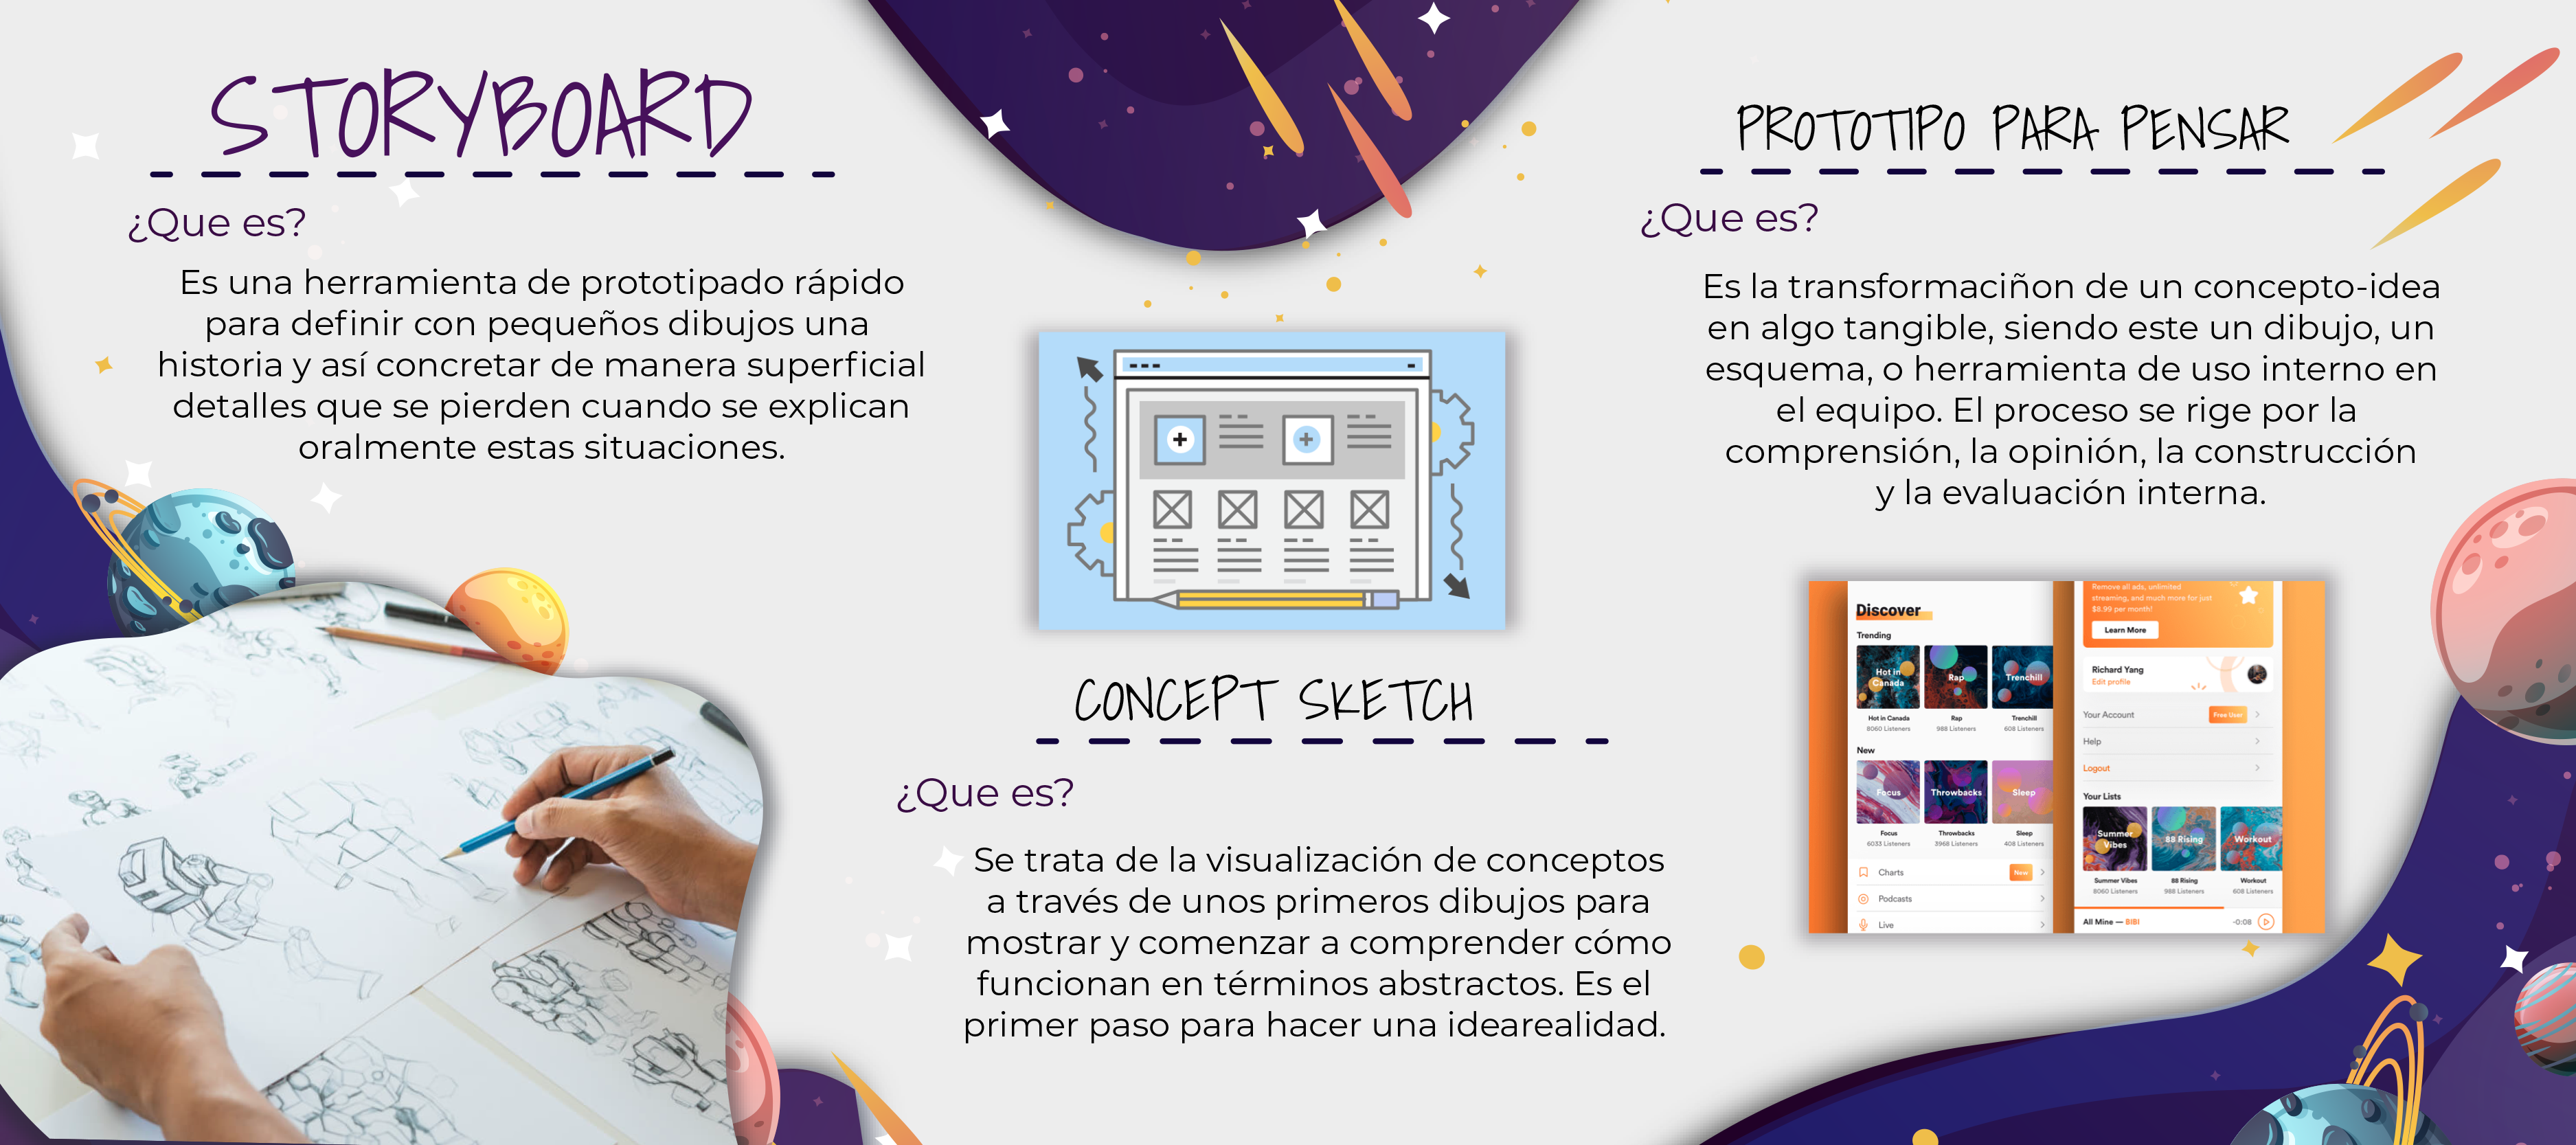 STORYBOARD
¿Que es?
Es una herramienta de prototipado rápido
para definir con pequeños dibujos una
historia y así concretar de manera superficial
detalles que se pierden cuando se explican
oralmente estas situaciones.
CONCEPT SKETCH
¿Que es?
Se trata de la visualización de conceptos
a través de unos primeros dibujos para
mostrar y comenzar a comprender cómo
funcionan en términos abstractos. Es el
primer paso para hacer una idearealidad.
PROTOTIPO PARA PENSAR
¿Que es?
Es la transformaciñon de un concepto-idea
en algo tangible, siendo este un dibujo, un
esquema, o herramienta de uso interno en
el equipo. El proceso se rige por la
comprensión, la opinión, la construcción
y la evaluación interna.
Discover
Trending
Hot in Canada
Rap
Trenchill
Hot in Canada Rap Trenchill
8060 Listeners 988 Listeners 608 Listeners
New
Focus Throwbacks Sleep
Focus Throwbacks Sleep
6033 Listeners 3968 Listeners 408 Listeners
Charts New
Podcasts
Live
Remove all ads, unlimited
streaming, and much more for just
$8.99 per month!
Learn More
Richard Yang
Edit profile
Your Account Free User
Help
Logout
Your Lists
Summer Vibes
88 Rising
Workout
Summer Vibes 88 Rising Workout
8060 Listeners 988 Listeners 608 Listeners
All Mine — BIBI -0:08